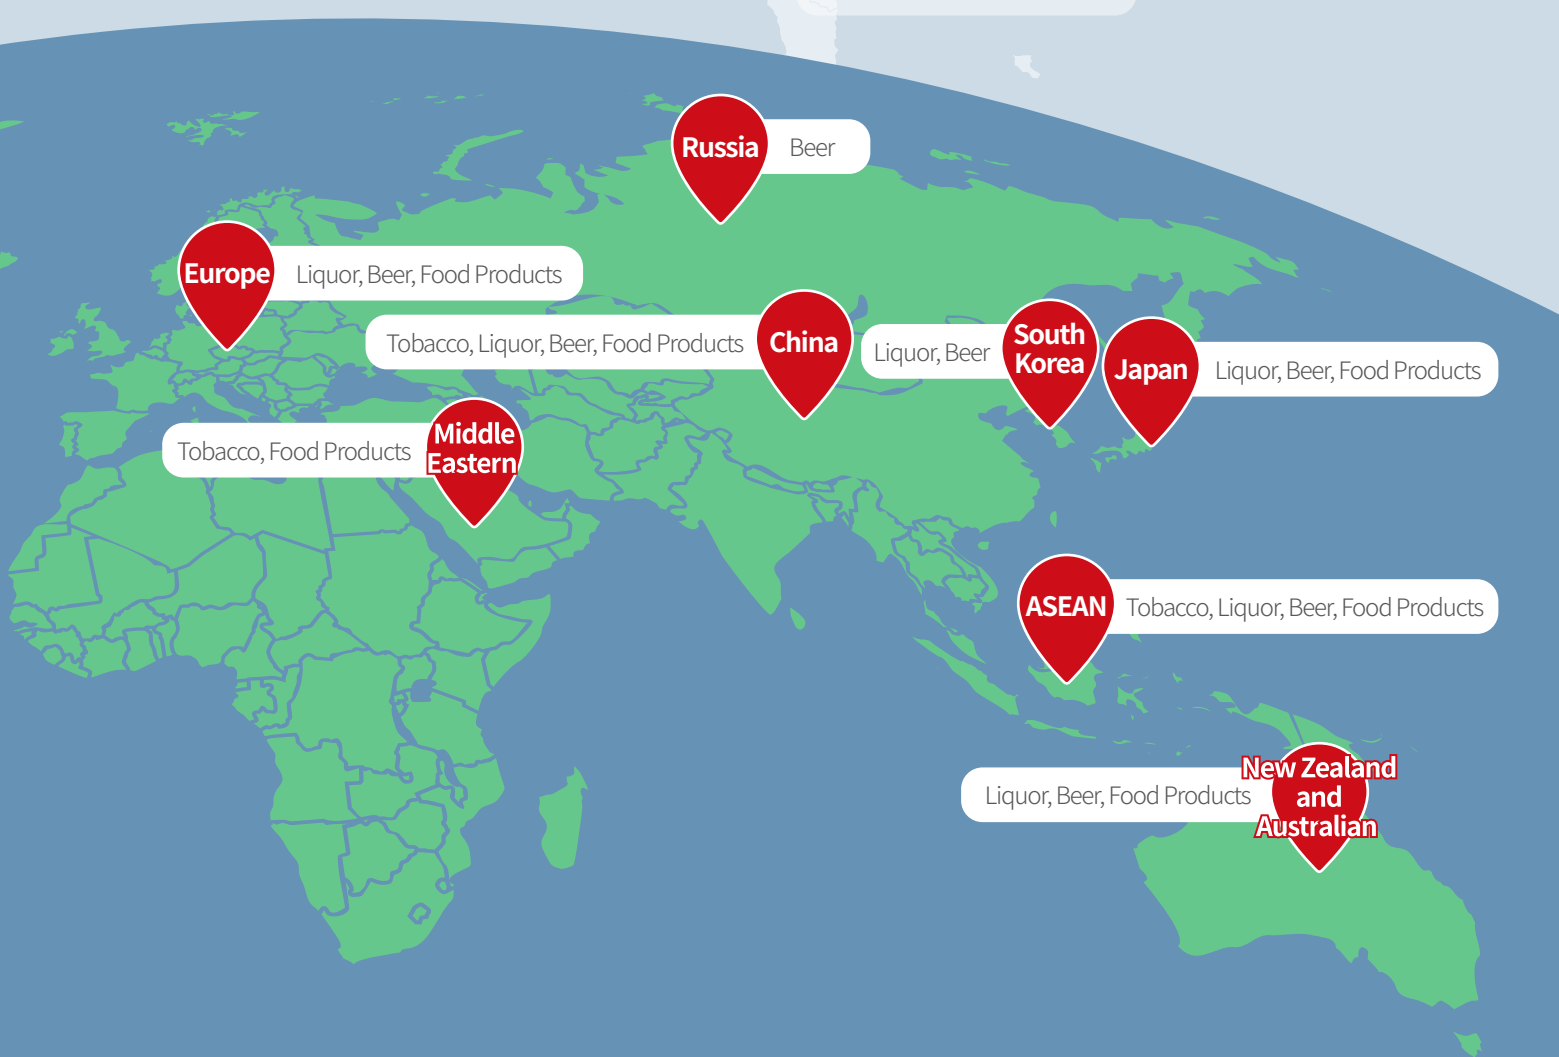 Russia
Beer
Europe
Liquor, Beer, Food Products
Tobacco, Liquor, Beer, Food Products
China
Liquor, Beer
South
Korea
Japan
Liquor, Beer, Food Products
Tobacco, Food Products
Middle
Eastern
ASEAN
Tobacco, Liquor, Beer, Food Products
Liquor, Beer, Food Products
New Zealand
and
Australian